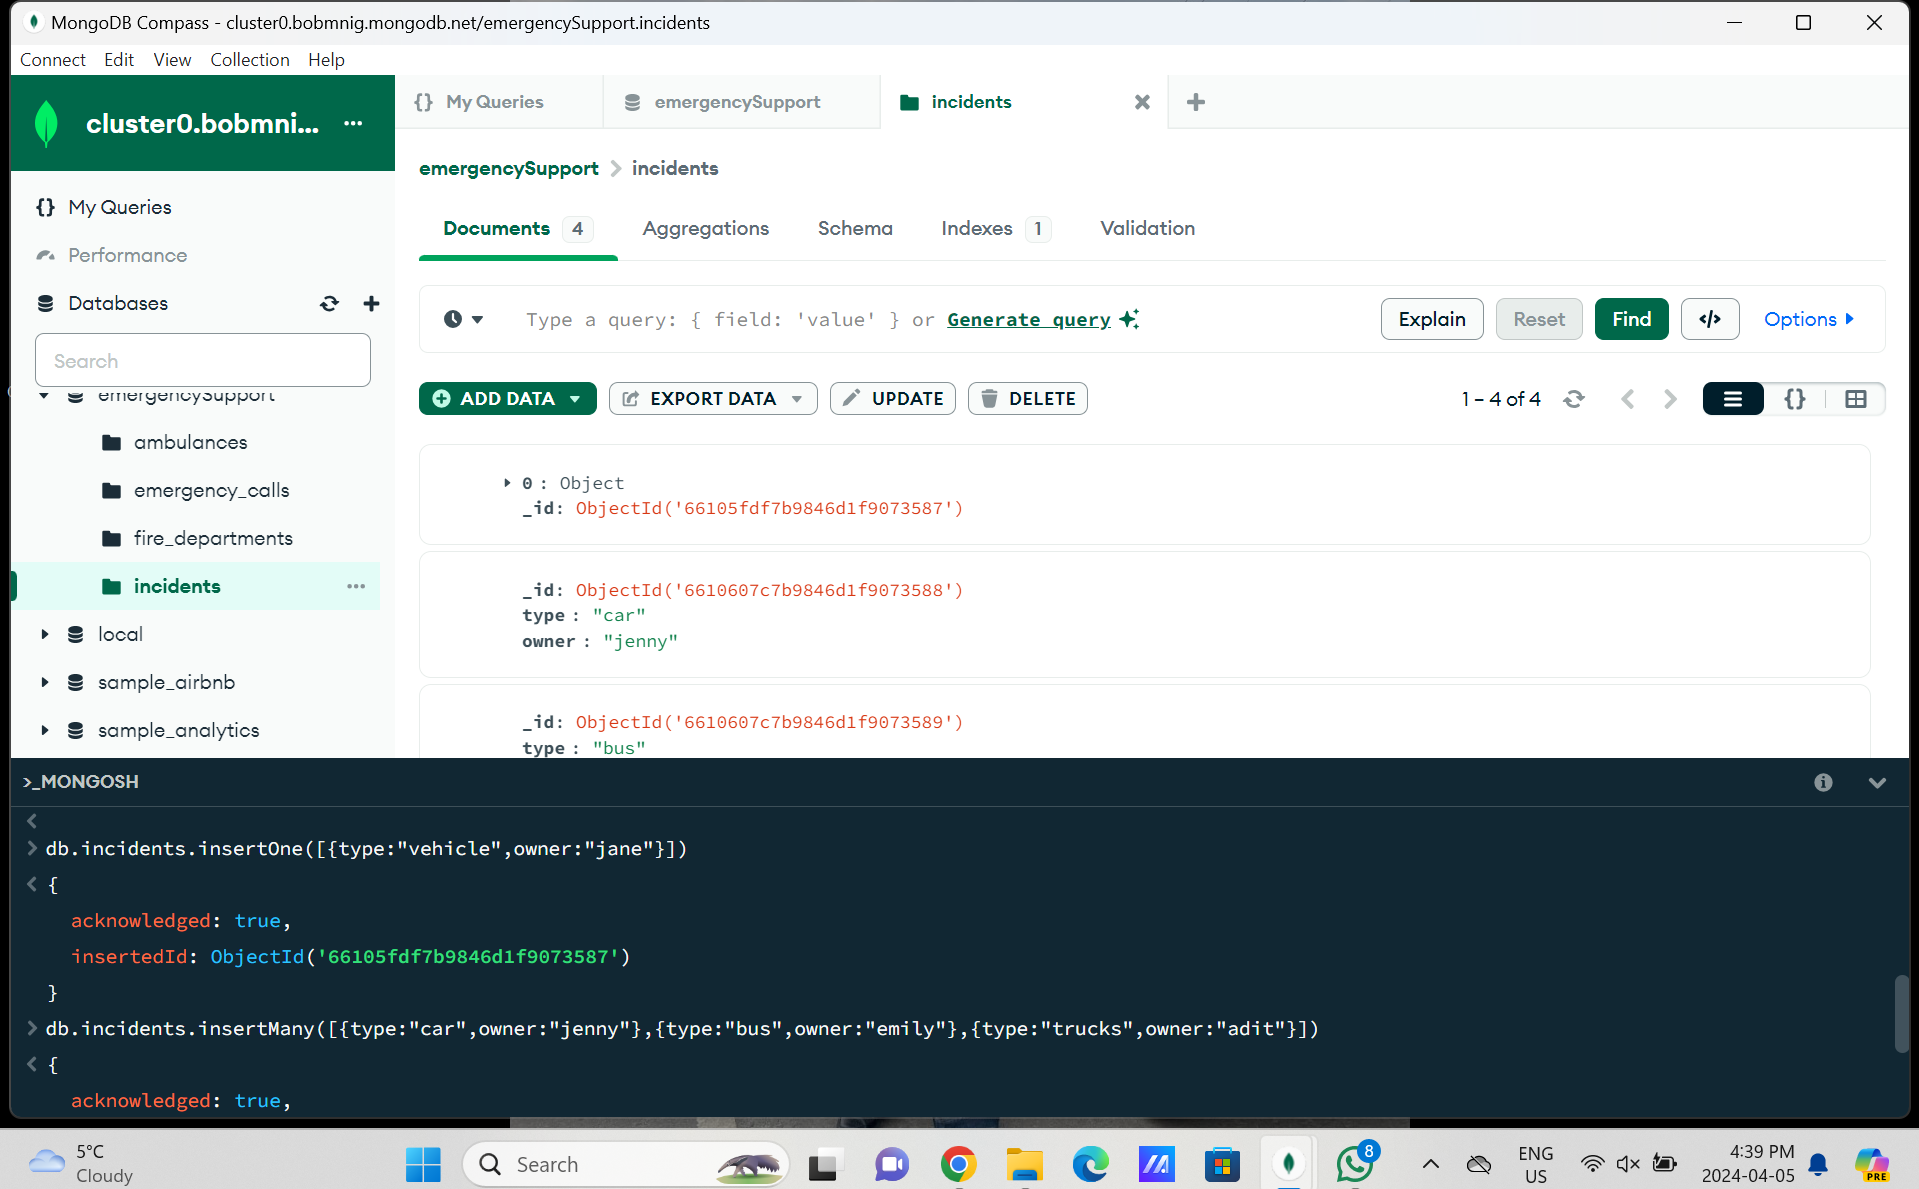 MongoDB Compass - cluster0.bobmnig.mongodb.net/emergencySupport.incidents
Connect Edit View Collection Help
cluster0.bobmni... ...
{} My Queries
emergencySupport
incidents
My Queries
Performance
Databases
Search
emergencySupport
ambulances
emergency_calls
fire_departments
incidents
local
sample_airbnb
sample_analytics
emergencySupport > incidents
Documents 4 Aggregations Schema Indexes 1 Validation
Type a query: { field: 'value' } or Generate query
Explain Reset Find </> Options
ADD DATA EXPORT DATA UPDATE DELETE 1 – 4 of 4 {}
0 : Object
_id: ObjectId('66105fdf7b9846d1f9073587')
_id: ObjectId('6610607c7b9846d1f9073588')
type : "car"
owner : "jenny"
_id: ObjectId('6610607c7b9846d1f9073589')
type : "bus"
>_MONGOSH
<
> db.incidents.insertOne([{type:"vehicle",owner:"jane"}])
< {
acknowledged: true,
insertedId: ObjectId('66105fdf7b9846d1f9073587')
}
> db.incidents.insertMany([{type:"car",owner:"jenny"},{type:"bus",owner:"emily"},{type:"trucks",owner:"adit"}])
< {
acknowledged: true,
5°C
Cloudy
Search
8
ENG
US
4:39 PM
2024-04-05
PRE